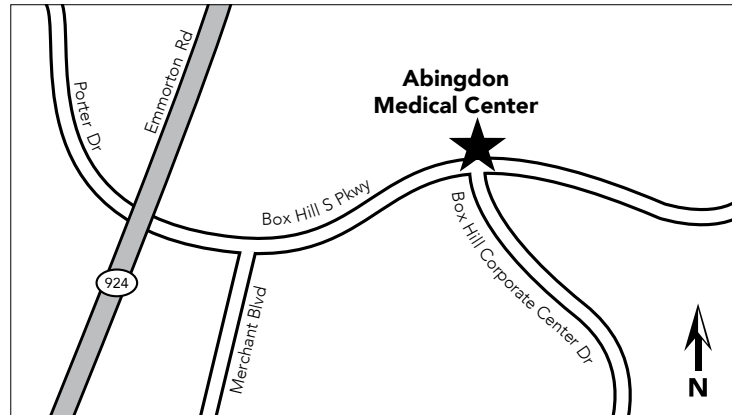 Porter Dr
Emmorton Rd
Abingdon
Medical Center
Box Hill S Pkwy
924
Merchant Blvd
Box Hill Corporate Center Dr
N